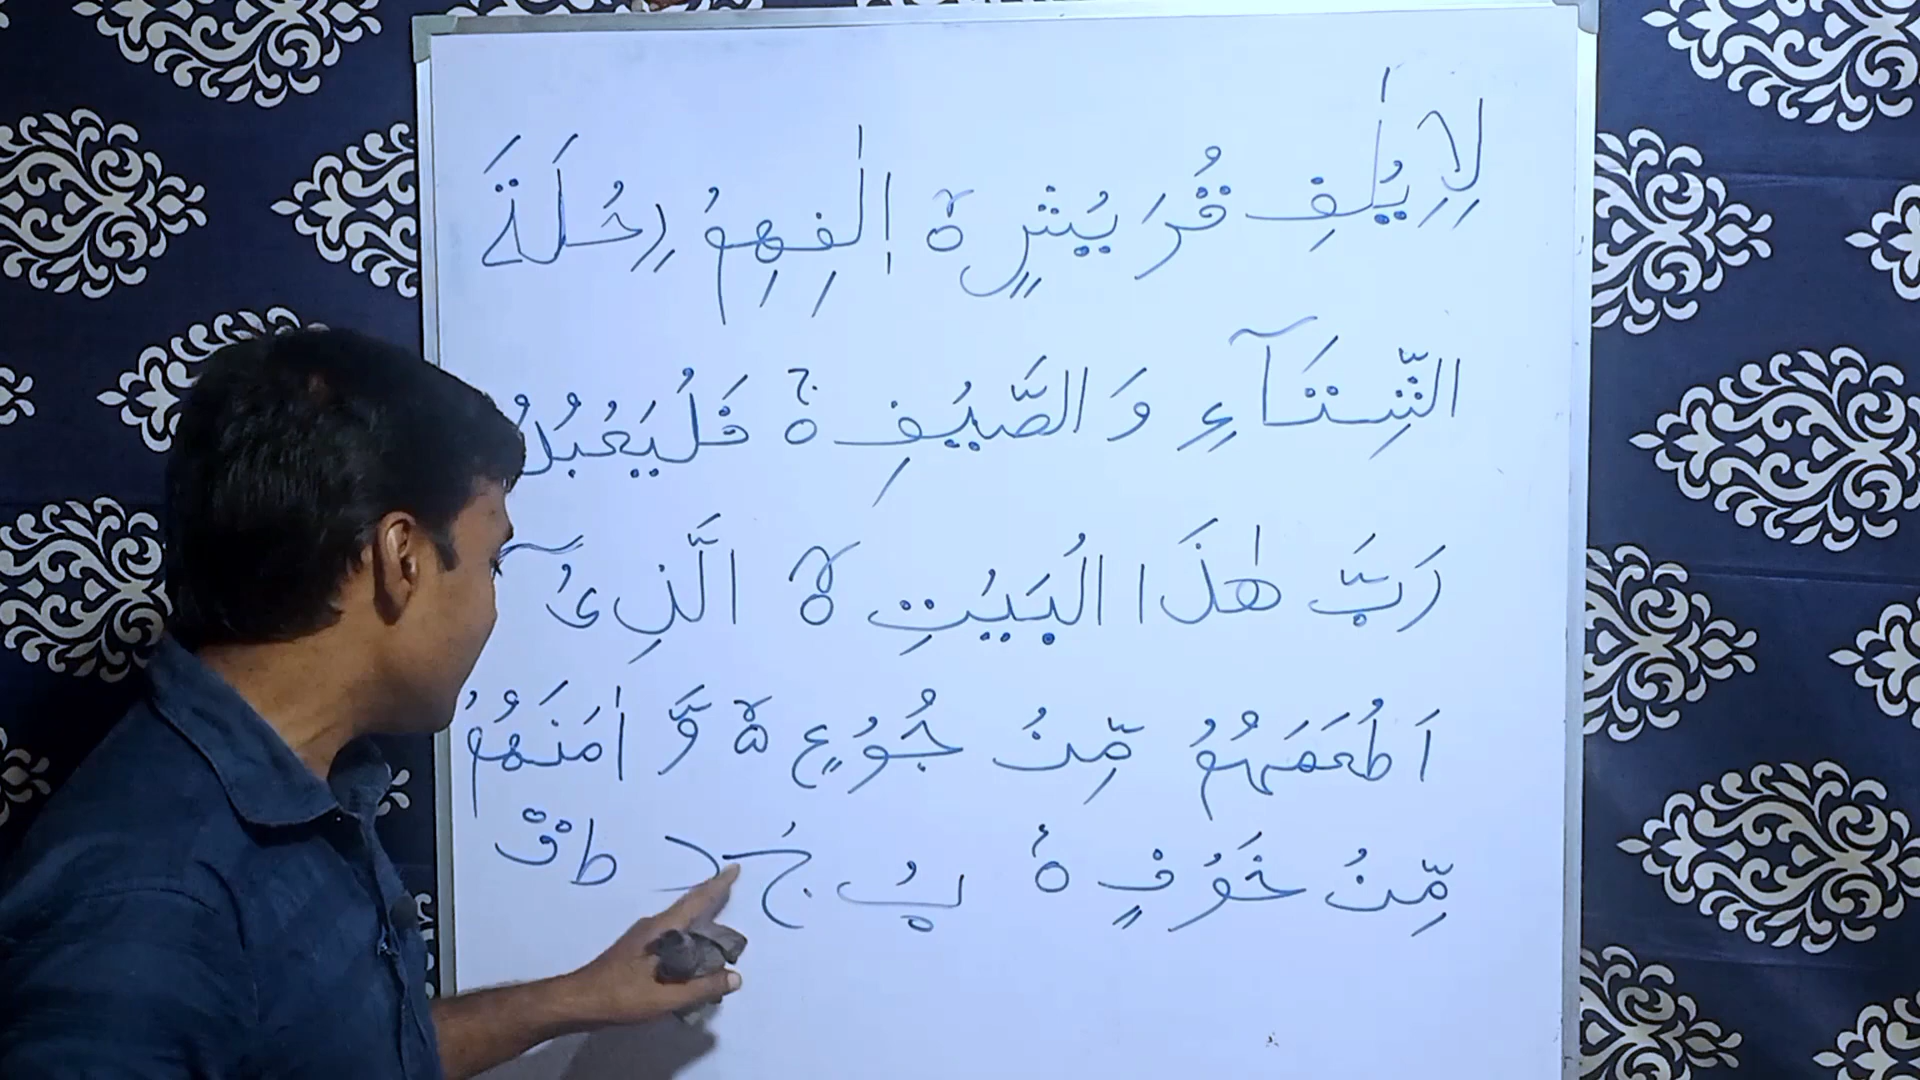 لِاِيْلٰفِ قُرَيْشٍ ۙ اٖلٰفِهِمْ رِحْلَةَ
الشِّتَآءِ وَالصَّيْفِ ۚ فَلْيَعْبُدُ
رَبَّ هٰذَا الْبَيْتِ ۙ الَّذِيْٓ
اَطْعَمَهُمْ مِّنْ جُوْعٍ ۙ۬ وَّ اٰمَنَهُمْ
مِّنْ خَوْفٍ ۠ بْ جْ د ط قْ